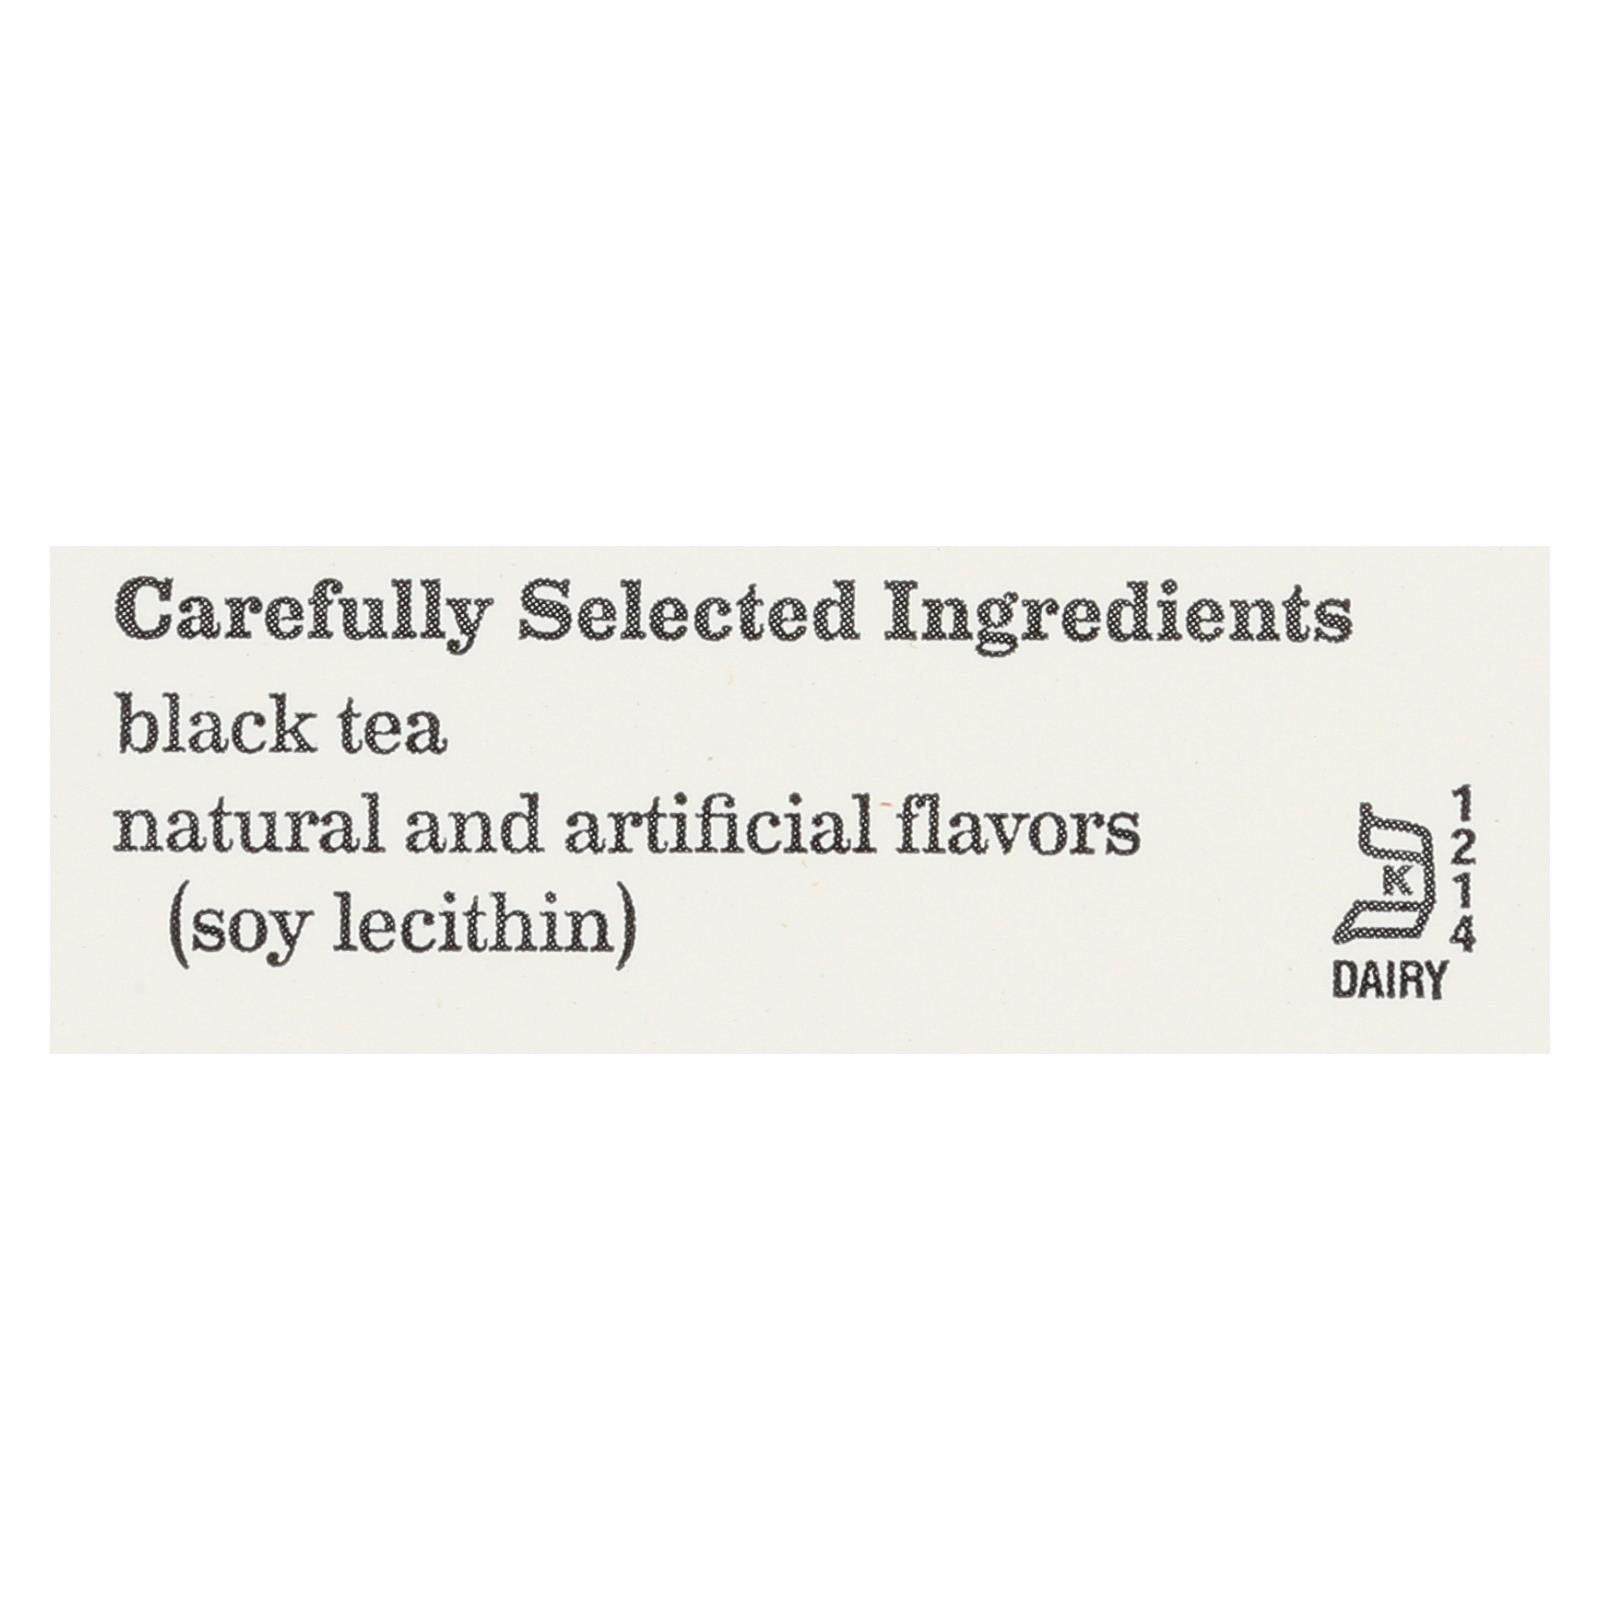 Carefully Selected Ingredients
black tea
natural and artificial flavors
(soy lecithin)
K
1
2
1
4
DAIRY